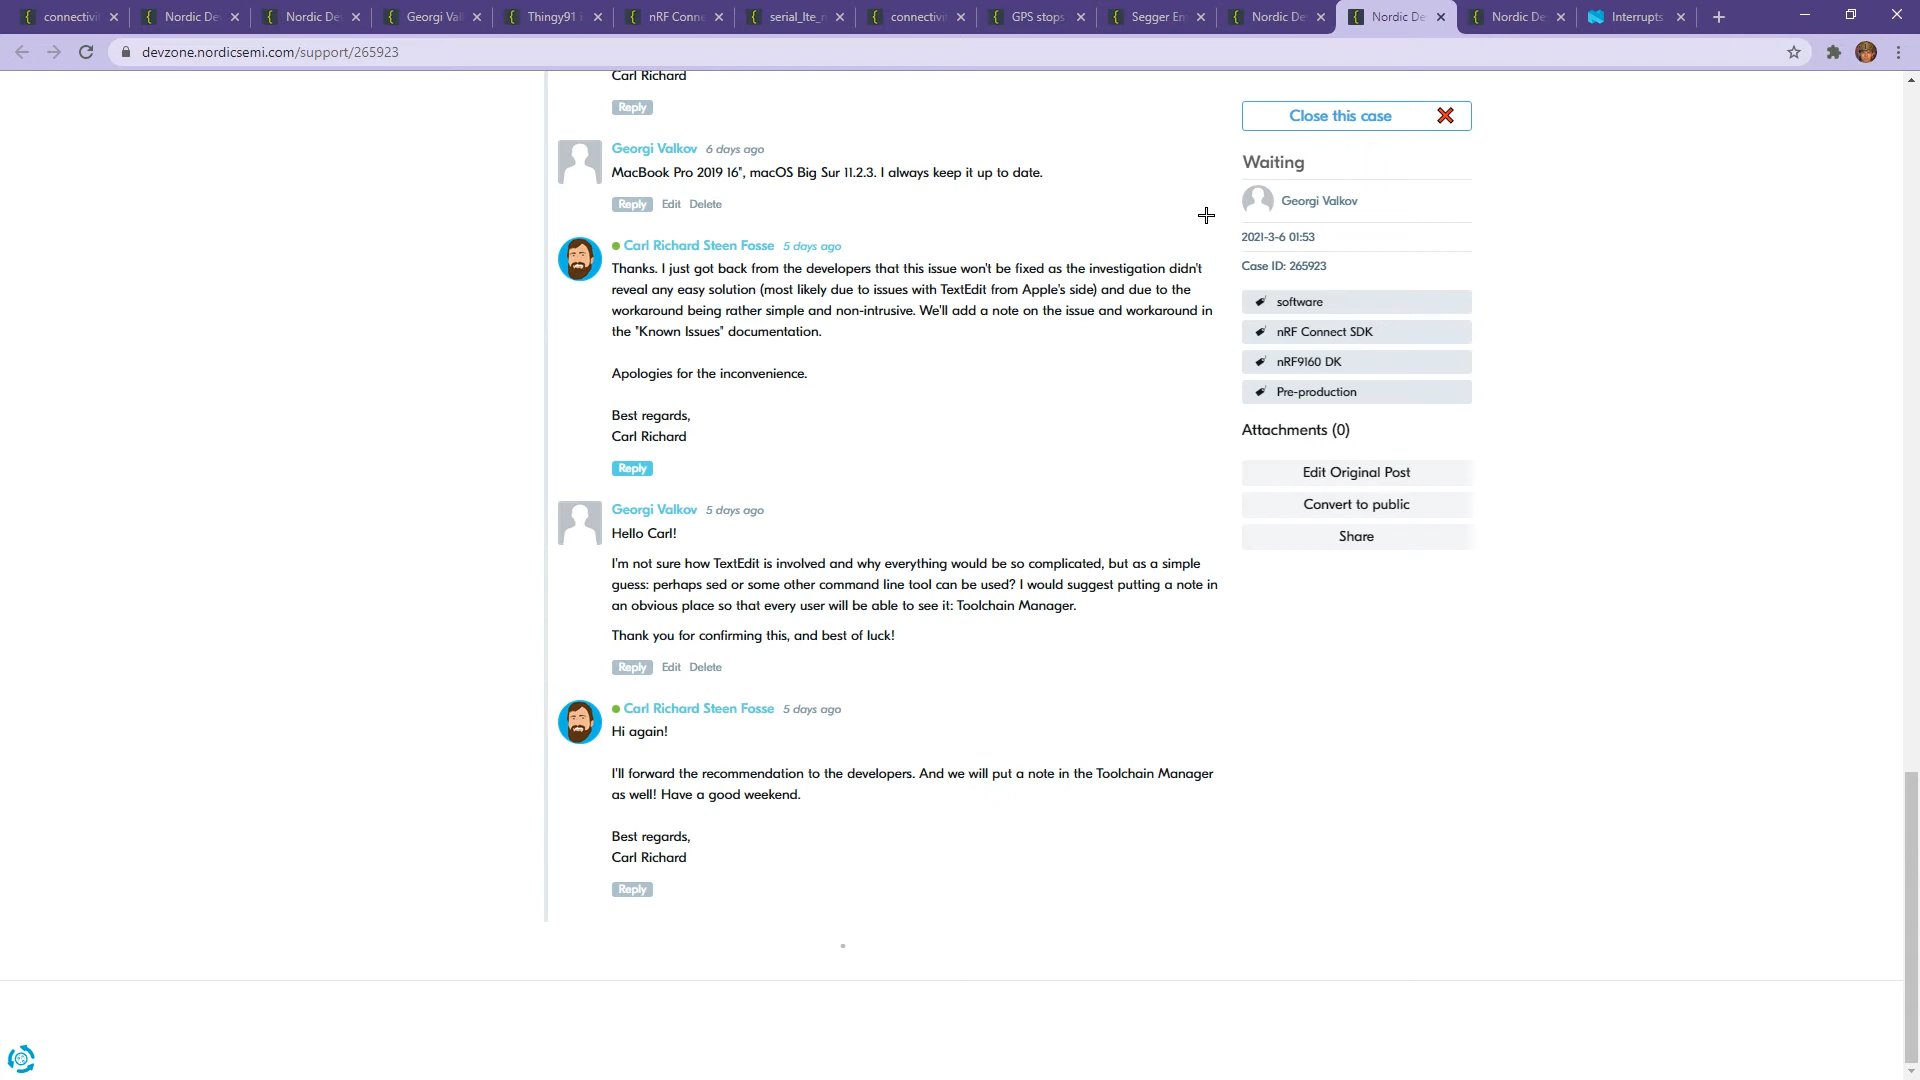 connectivi
Nordic De
Nordic De
Georgi Val
Thingy91 i
nRF Conne
serial_lte_n
connectivi
GPS stops
Segger Em
Nordic De
Nordic De
Nordic De
Interrupts
devzone.nordicsemi.com/support/265923
Carl Richard
Reply
Georgi Valkov 6 days ago
MacBook Pro 2019 16", macOS Big Sur 11.2.3. I always keep it up to date.
Reply Edit Delete
Carl Richard Steen Fosse 5 days ago
Thanks. I just got back from the developers that this issue won't be fixed as the investigation didn't
reveal any easy solution (most likely due to issues with TextEdit from Apple's side) and due to the
workaround being rather simple and non-intrusive. We'll add a note on the issue and workaround in
the "Known Issues" documentation.
Apologies for the inconvenience.
Best regards,
Carl Richard
Reply
Georgi Valkov 5 days ago
Hello Carl!
I'm not sure how TextEdit is involved and why everything would be so complicated, but as a simple
guess: perhaps sed or some other command line tool can be used? I would suggest putting a note in
an obvious place so that every user will be able to see it: Toolchain Manager.
Thank you for confirming this, and best of luck!
Reply Edit Delete
Carl Richard Steen Fosse 5 days ago
Hi again!
I'll forward the recommendation to the developers. And we will put a note in the Toolchain Manager
as well! Have a good weekend.
Best regards,
Carl Richard
Reply
Close this case
Waiting
Georgi Valkov
2021-3-6 01:53
Case ID: 265923
software
nRF Connect SDK
nRF9160 DK
Pre-production
Attachments (0)
Edit Original Post
Convert to public
Share